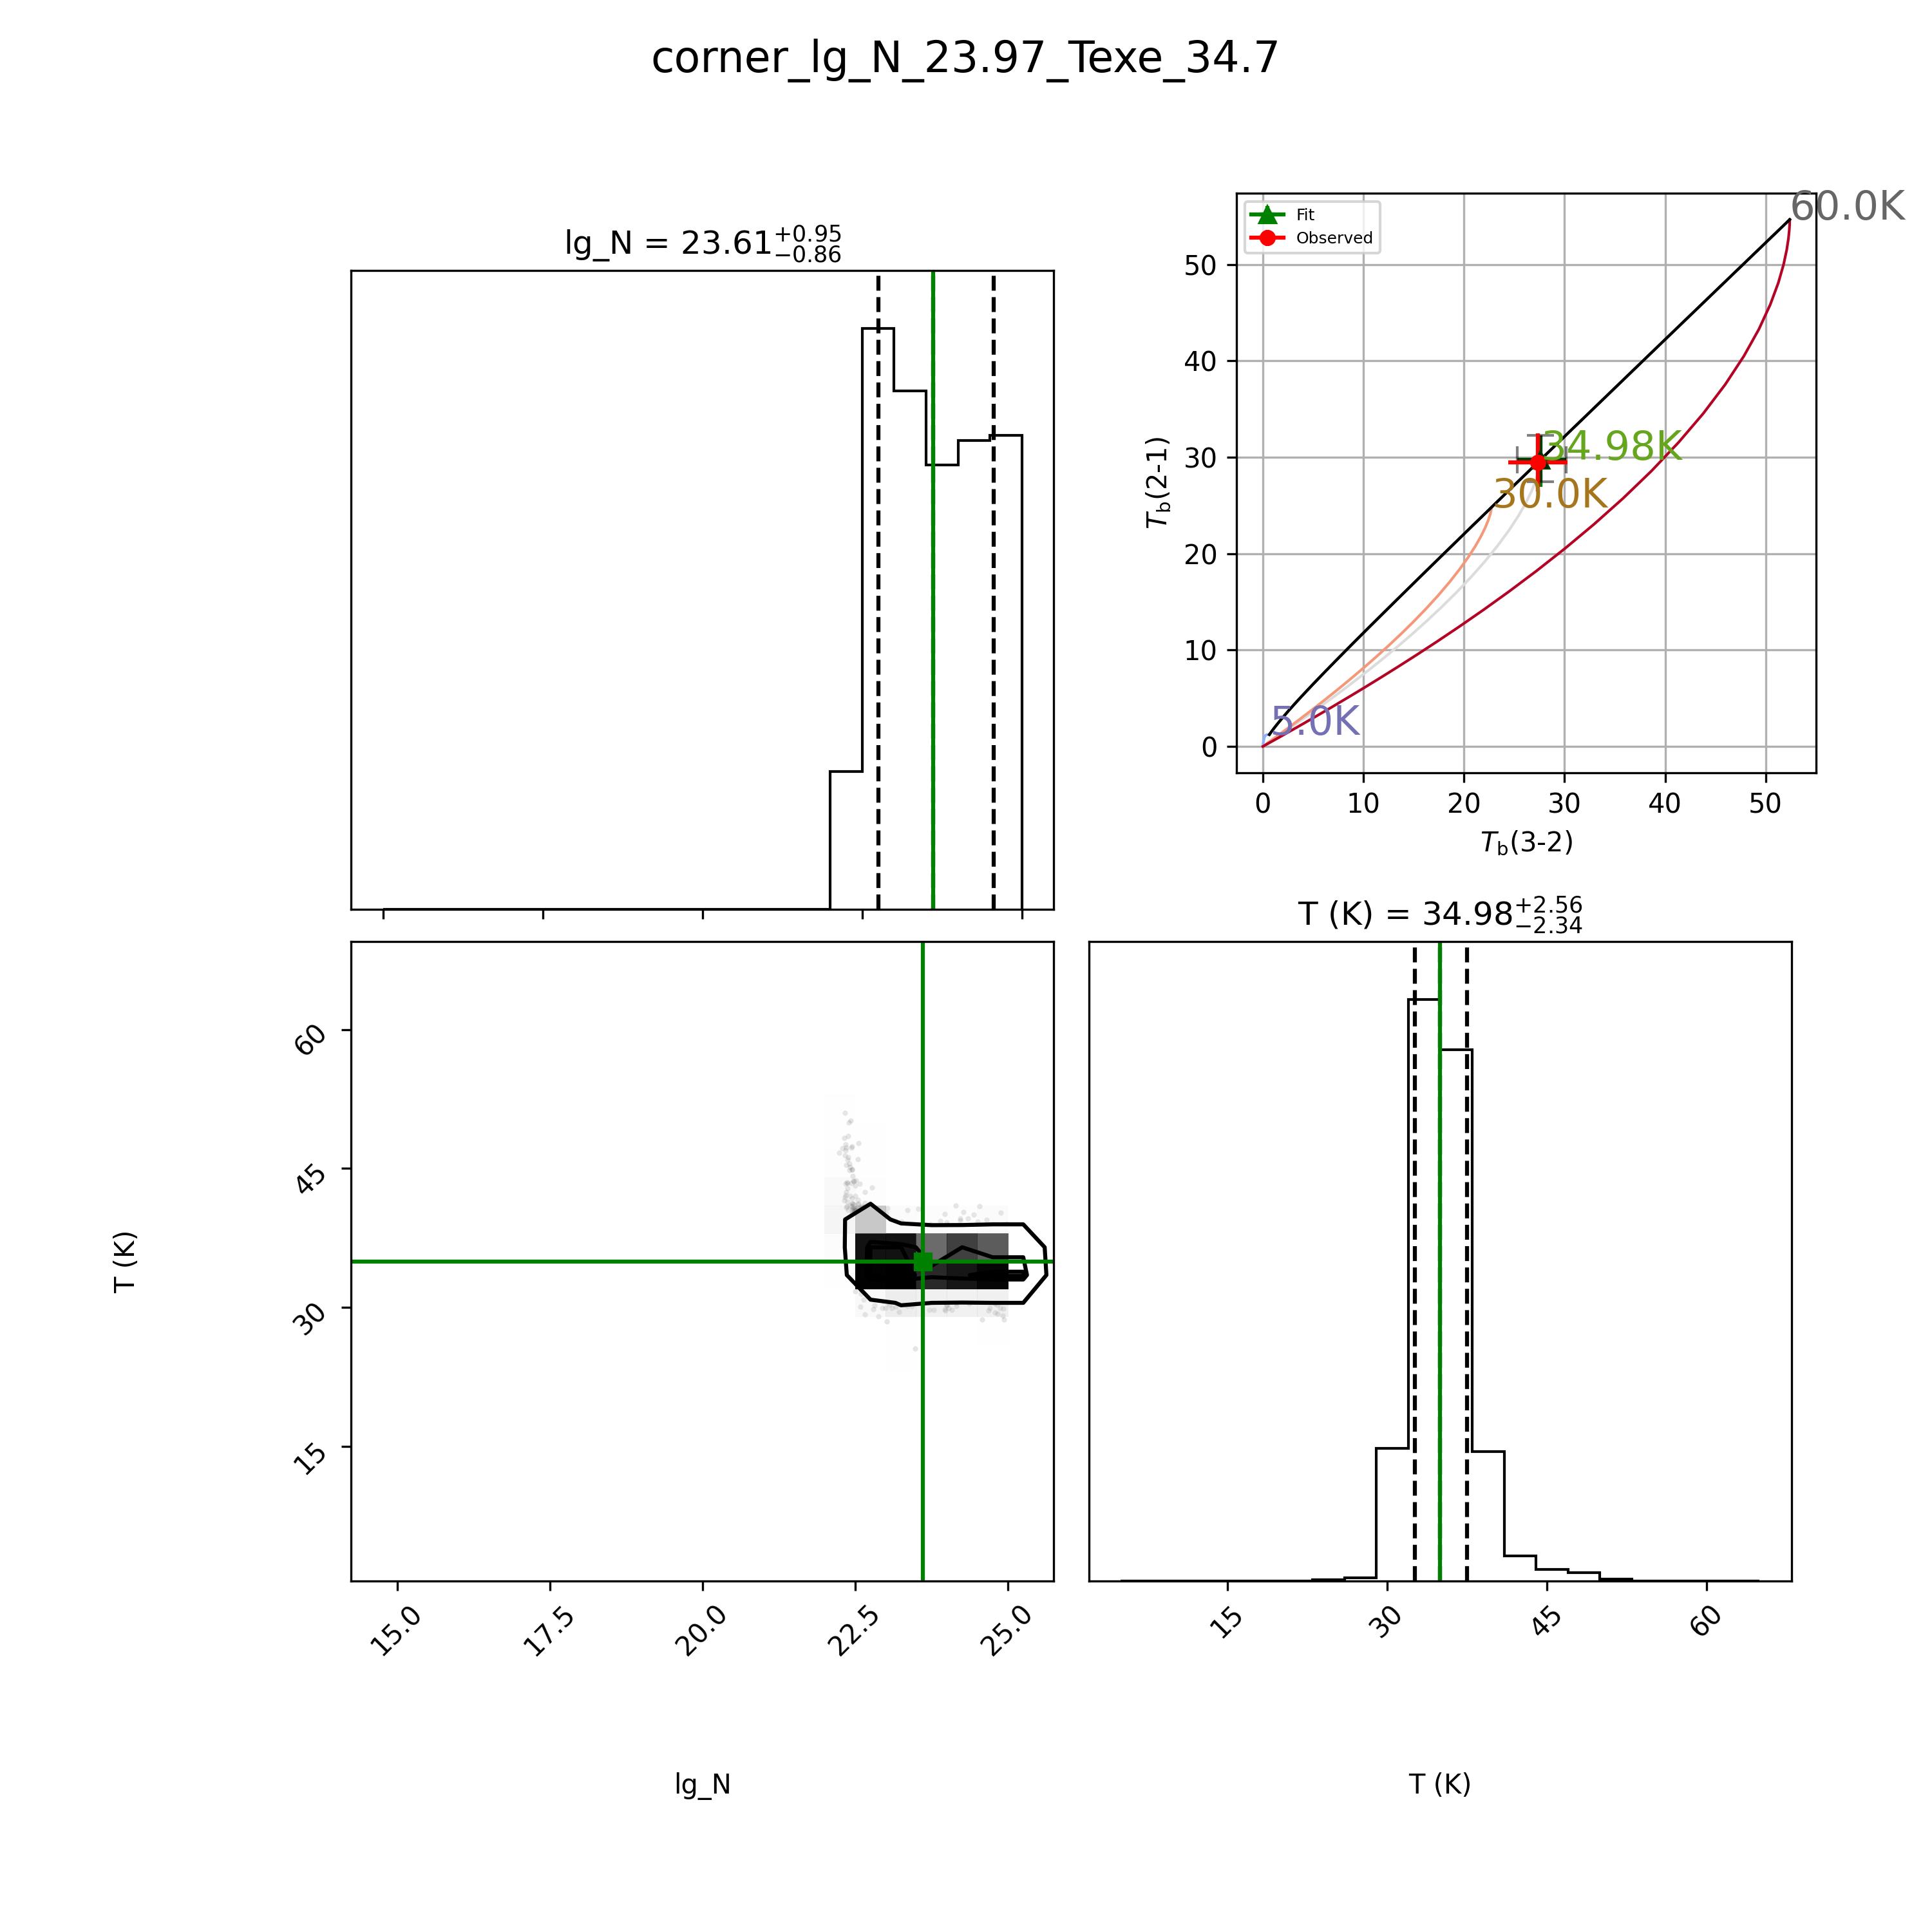 corner_lg_N_23.97_Texe_34.7
lg_N = 23.61+0.95−0.86
60.0K
Fit
Observed
50
40
30
20
10
0
34.98K
30.0K
5.0K
Tb(2-1)
0 10 20 30 40 50
Tb(3-2)
T (K) = 34.98+2.56−2.34
60
45
30
15
T (K)
15.0 17.5 20.0 22.5 25.0
15 30 45 60
lg_N
T (K)